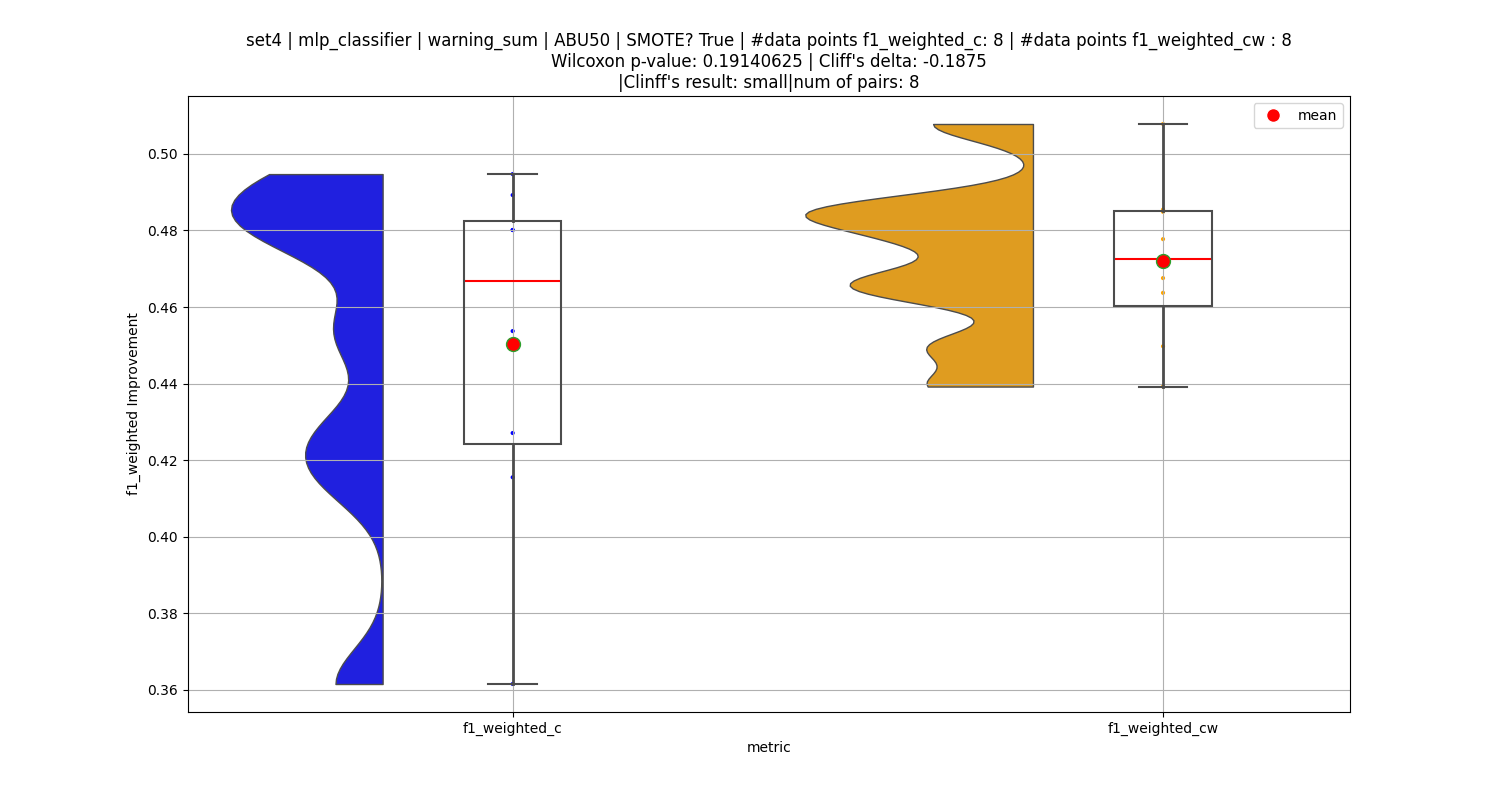 set4 | mlp_classifier | warning_sum | ABU50 | SMOTE? True | #data points f1_weighted_c: 8 | #data points f1_weighted_cw : 8
Wilcoxon p-value: 0.19140625 | Cliff's delta: -0.1875
|Clinff's result: small|num of pairs: 8
mean
0.50
0.48
0.46
0.44
0.42
0.40
0.38
0.36
f1_weighted Improvement
f1_weighted_c
f1_weighted_cw
metric